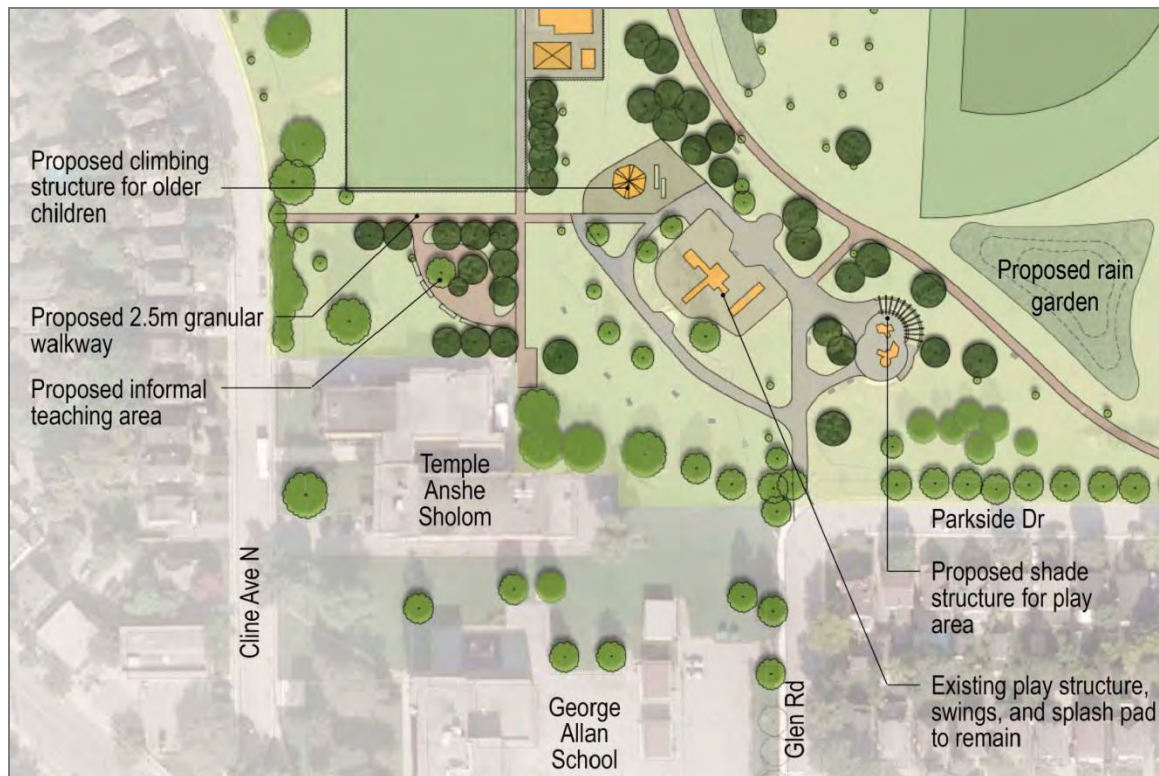 Proposed climbing
structure for older
children
Proposed 2.5m granular
walkway
Proposed informal
teaching area
Proposed rain
garden
Temple
Anshe
Sholom
Cline Ave N
Parkside Dr
Proposed shade
structure for play
area
Existing play structure,
swings, and splash pad
to remain
George
Allan
School
Glen Rd